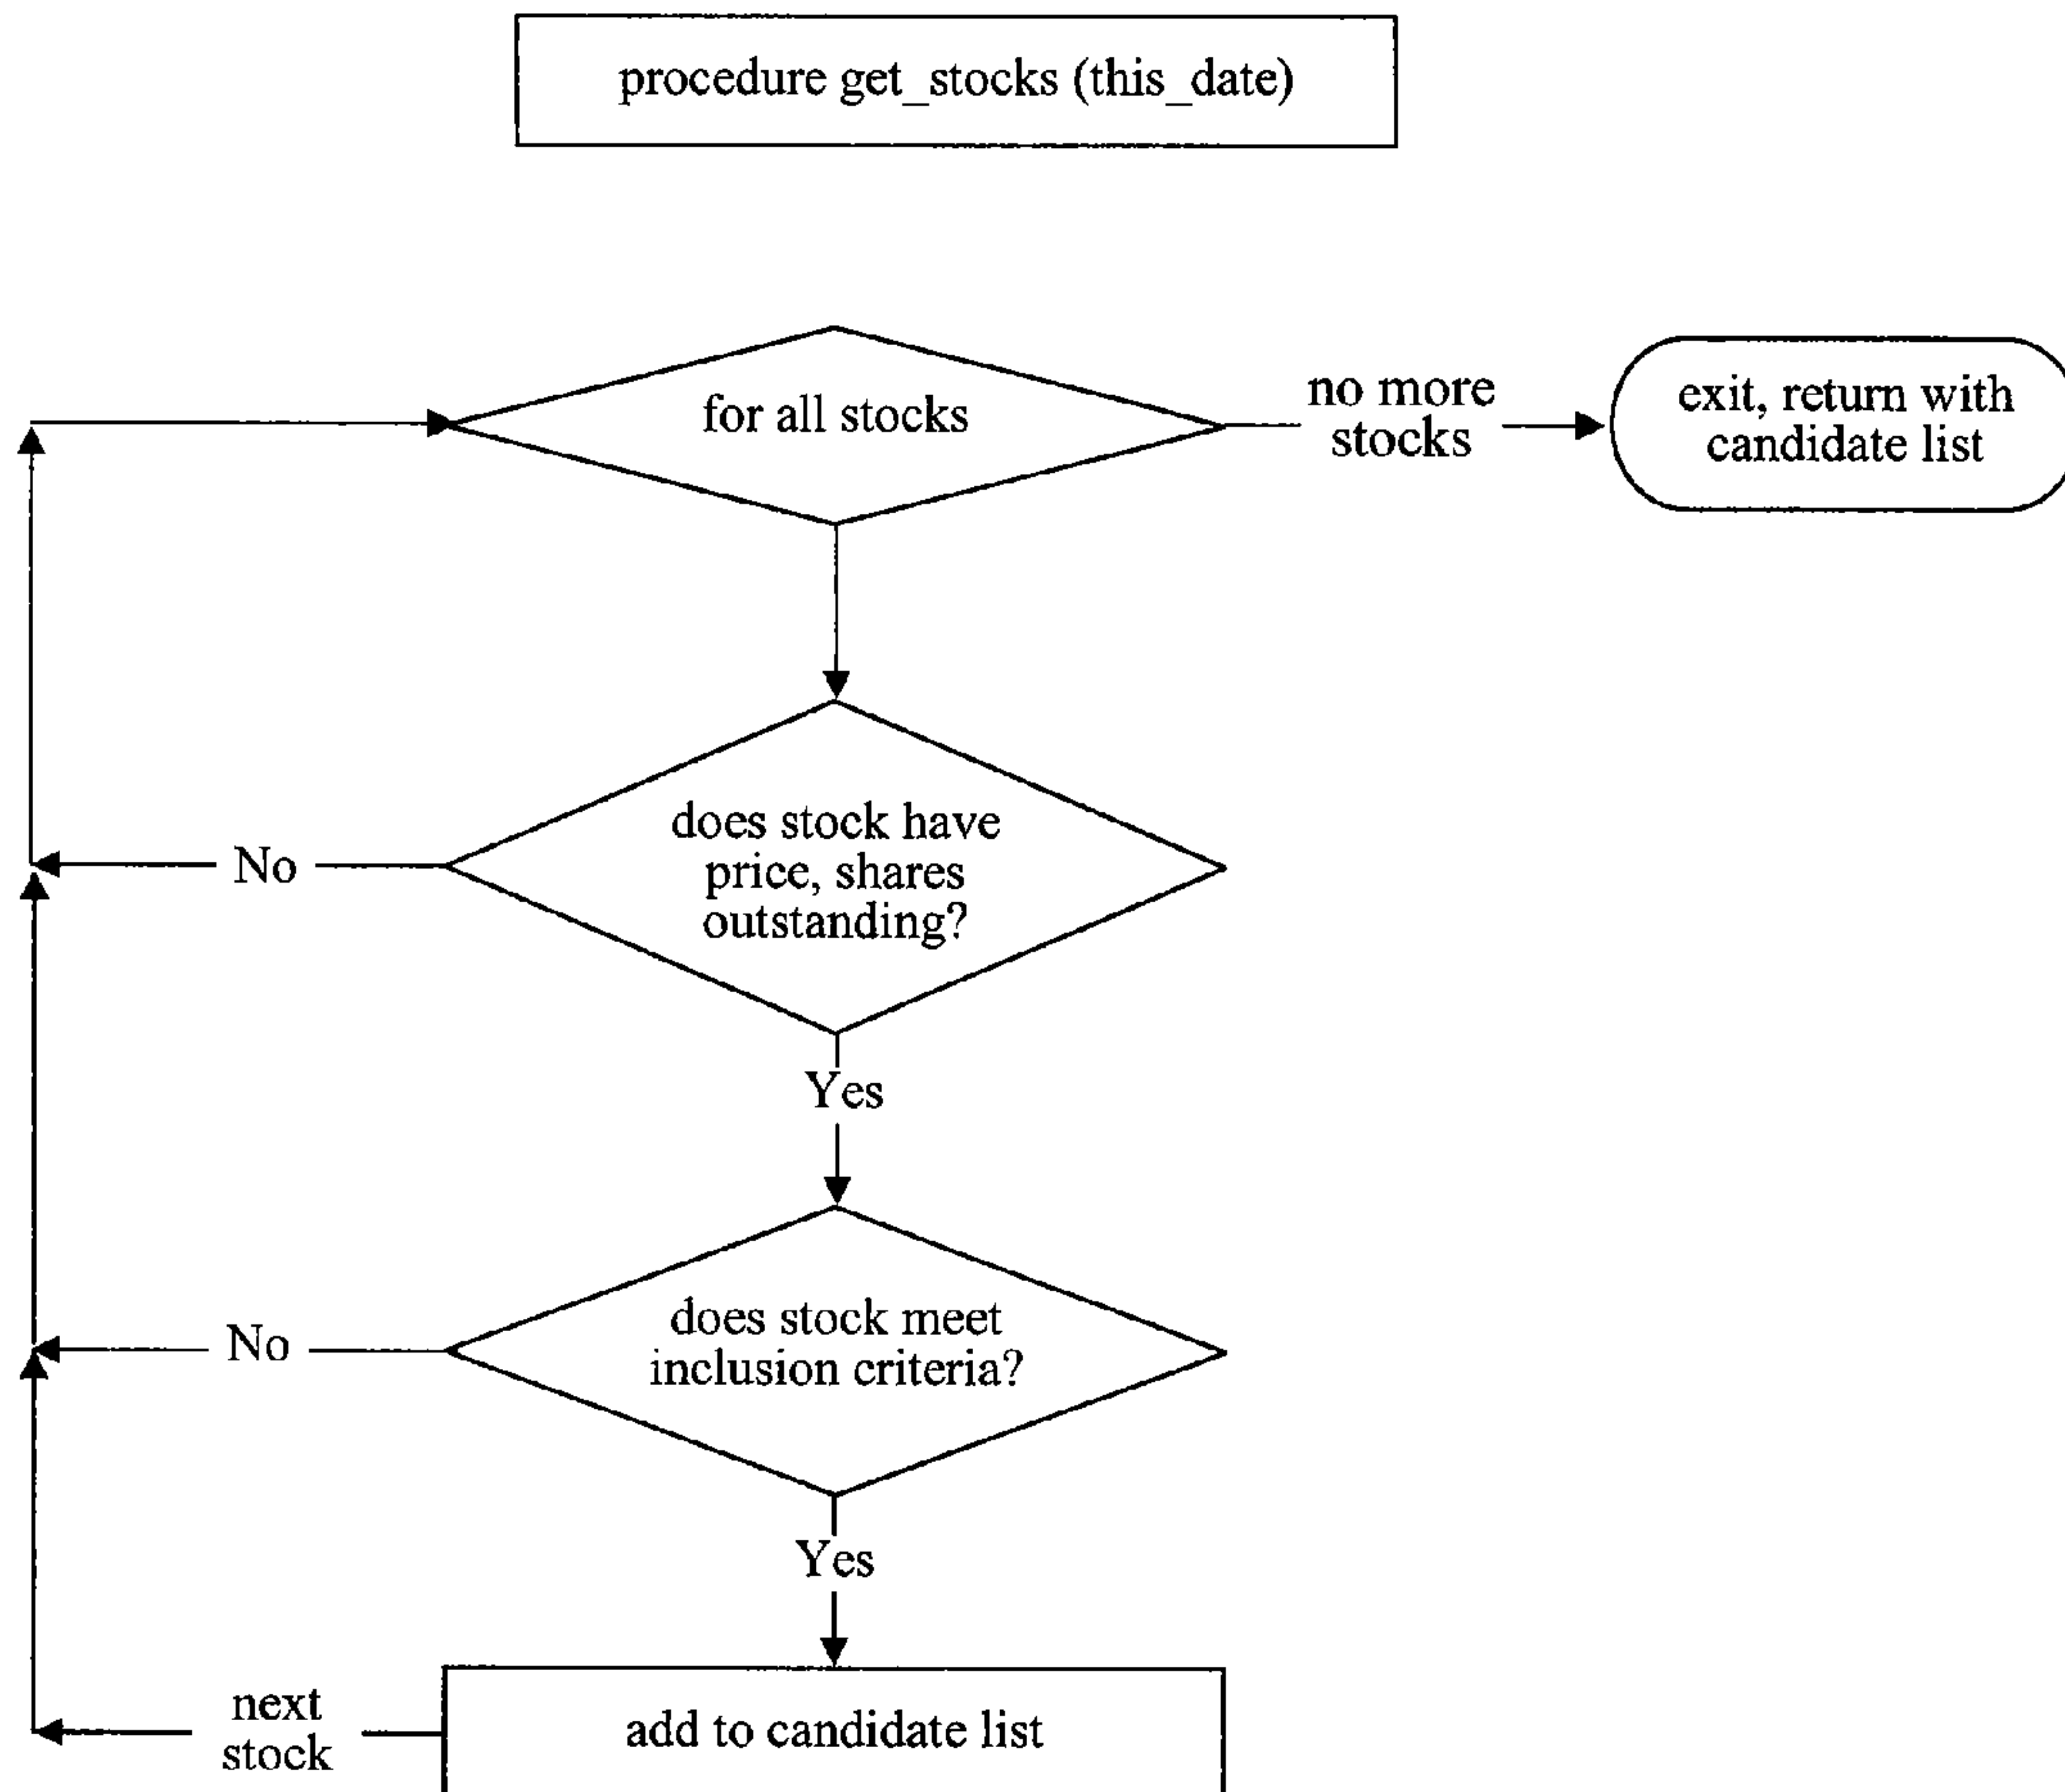 procedure get_stocks (this_date)
for all stocks
no more
stocks
exit, return with
candidate list
does stock have
price, shares
outstanding?
No
Yes
does stock meet
inclusion criteria?
No
Yes
add to candidate list
next
stock